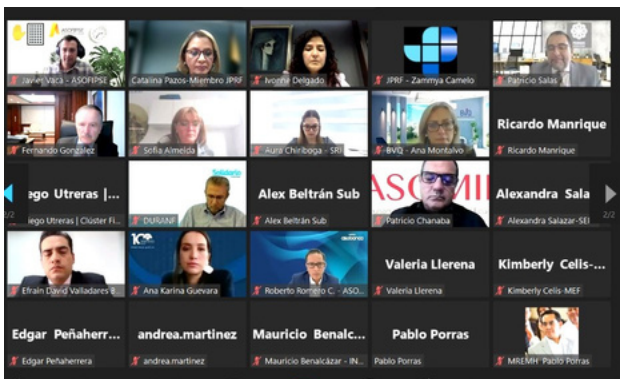 Javier Vaca - ASOFIPSE
Catalina Pazos-Miembro JPRF
Ivonne Delgado
JPRF - Zammya Camelo
Patricio Salas
Fernando Gonzalez
Sofia Almeida
Aura Chiriboga - SRI
BVQ - Ana Montalvo
Ricardo Manrique
Ricardo Manrique
2/2
ego Utreras |...
iego Utreras | Clúster Fi...
Solidario
DURANF
Alex Beltrán Sub
Alex Beltrán Sub
ASOMI
Patricio Chanaba
Alexandra Sala
Alexandra Salazar-SE
2/2
Efrain David Valladares B
Ana Karina Guevara
Roberto Romero C. - ASO...
Valeria Llerena
Valeria Llerena
Kimberly Celis-...
Kimberly Celis-MEF
Edgar Peñaherr...
Edgar Peñaherrera
andrea.martinez
andrea.martinez
Mauricio Benalc...
Mauricio Benalcázar - IN...
Pablo Porras
Pablo Porras
MREMH Paolo Porras